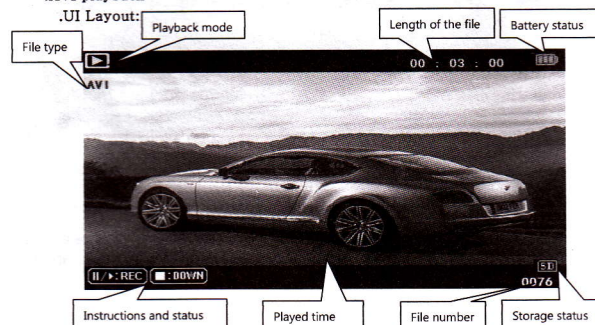 .UI Layout:
Playback mode
Length of the file
Battery status
File type
00 : 03 : 00
AVI
II/▶:REC ■:DOWN
SD
0076
Instructions and status
Played time
File number
Storage status